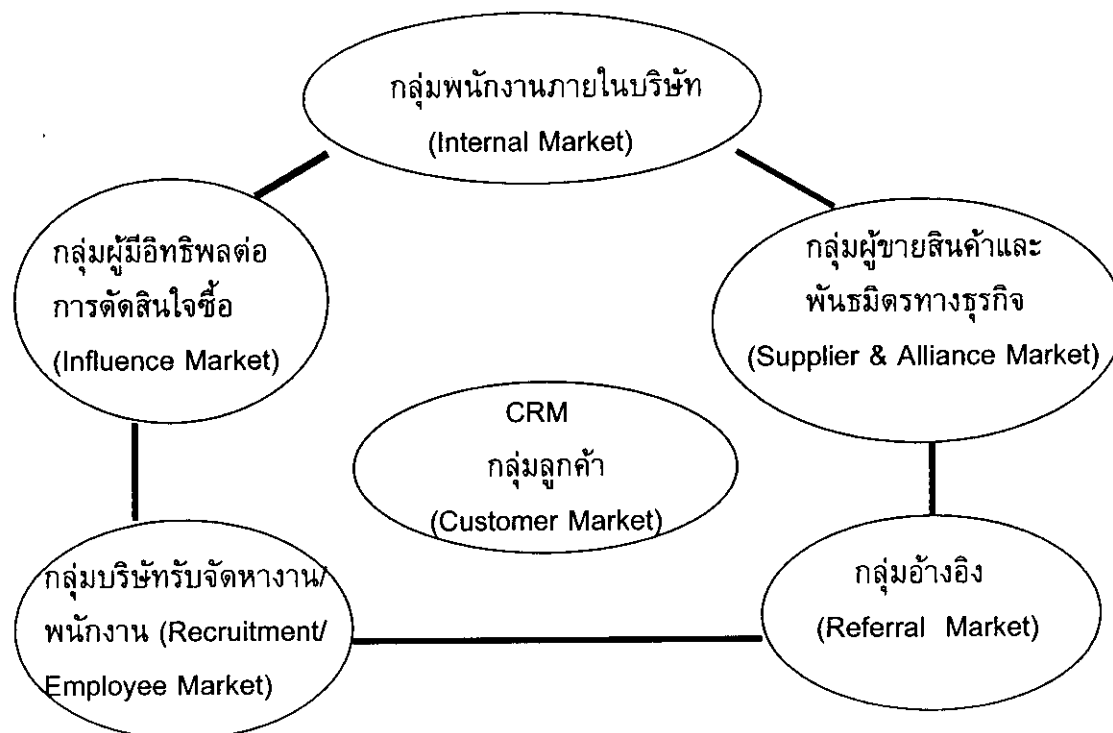 กลุ่มพนักงานภายในบริษัท
(Internal Market)
กลุ่มผู้มีอิทธิพลต่อ
การตัดสินใจซื้อ
(Influence Market)
กลุ่มผู้ขายสินค้าและ
พันธมิตรทางธุรกิจ
(Supplier & Alliance Market)
CRM
กลุ่มลูกค้า
(Customer Market)
กลุ่มบริษัทรับจัดหางาน/
พนักงาน (Recruitment/
Employee Market)
กลุ่มอ้างอิง
(Referral Market)